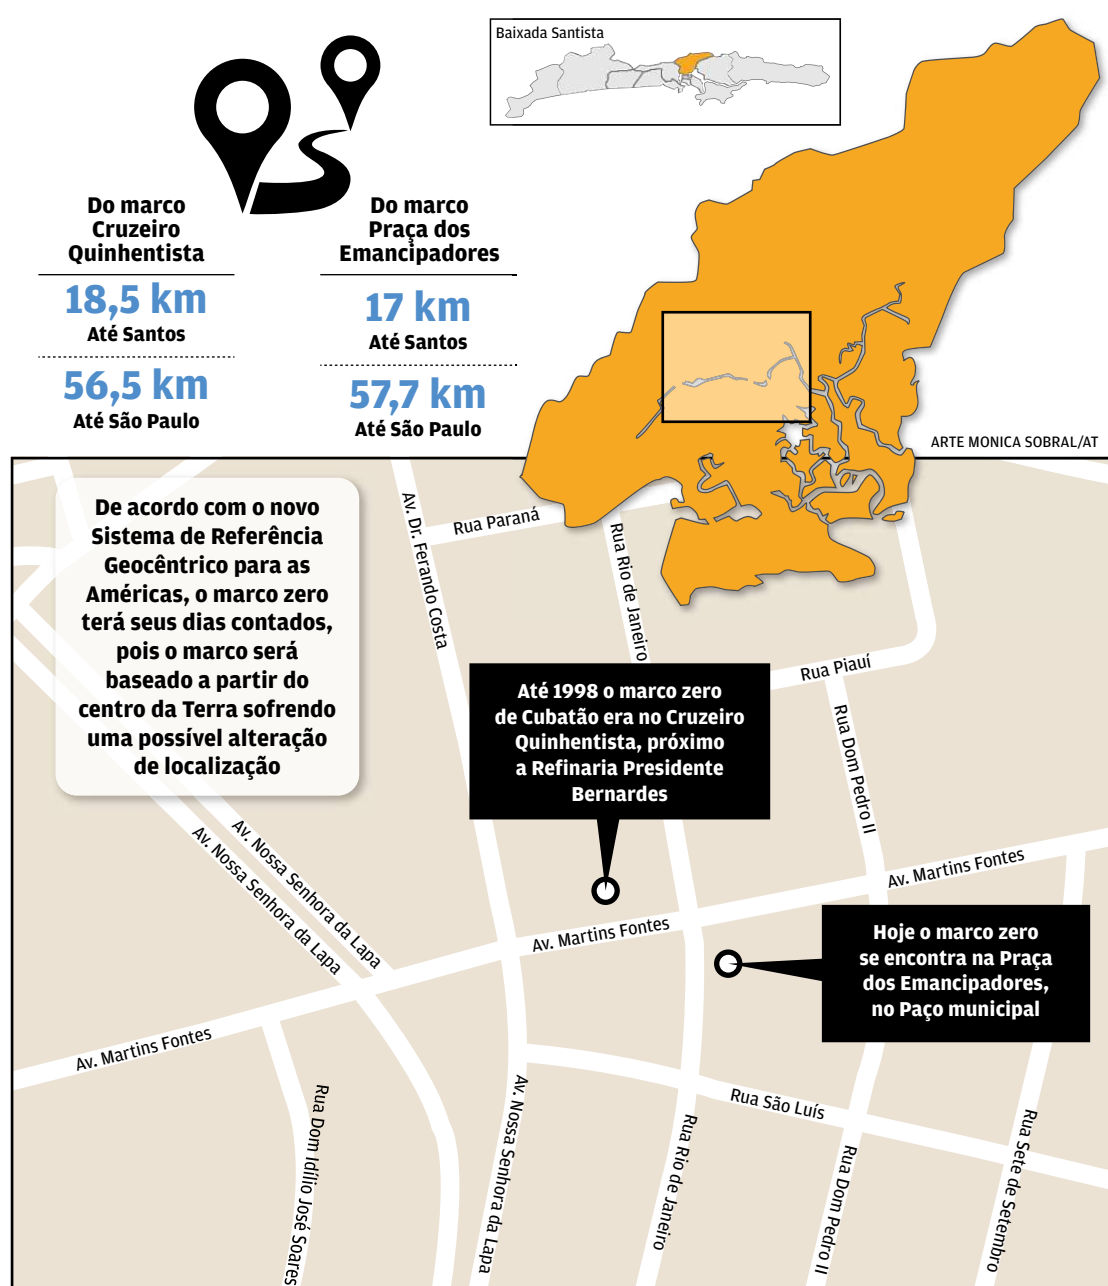 Baixada Santista
Do marco
Cruzeiro
Quinhentista
18,5 km
Até Santos
56,5 km
Até São Paulo
Do marco
Praça dos
Emancipadores
17 km
Até Santos
57,7 km
Até São Paulo
ARTE MONICA SOBRAL/AT
De acordo com o novo
Sistema de Referência
Geocêntrico para as
Américas, o marco zero
terá seus dias contados,
pois o marco será
baseado a partir do
centro da Terra sofrendo
uma possível alteração
de localização
Av. Dr. Ferando Costa
Rua Paraná
Rua Rio de Janeiro
Rua Piauí
Rua Dom Pedro II
Até 1998 o marco zero
de Cubatão era no Cruzeiro
Quinhentista, próximo
a Refinaria Presidente
Bernardes
Av. Nossa Senhora da Lapa
Av. Nossa Senhora da Lapa
Av. Martins Fontes
Av. Martins Fontes
Hoje o marco zero
se encontra na Praça
dos Emancipadores,
no Paço municipal
Av. Martins Fontes
Rua Dom Idílio José Soares
Av. Nossa Senhora da Lapa
Rua São Luís
Rua Rio de Janeiro
Rua Dom Pedro II
Rua Sete de Setembro